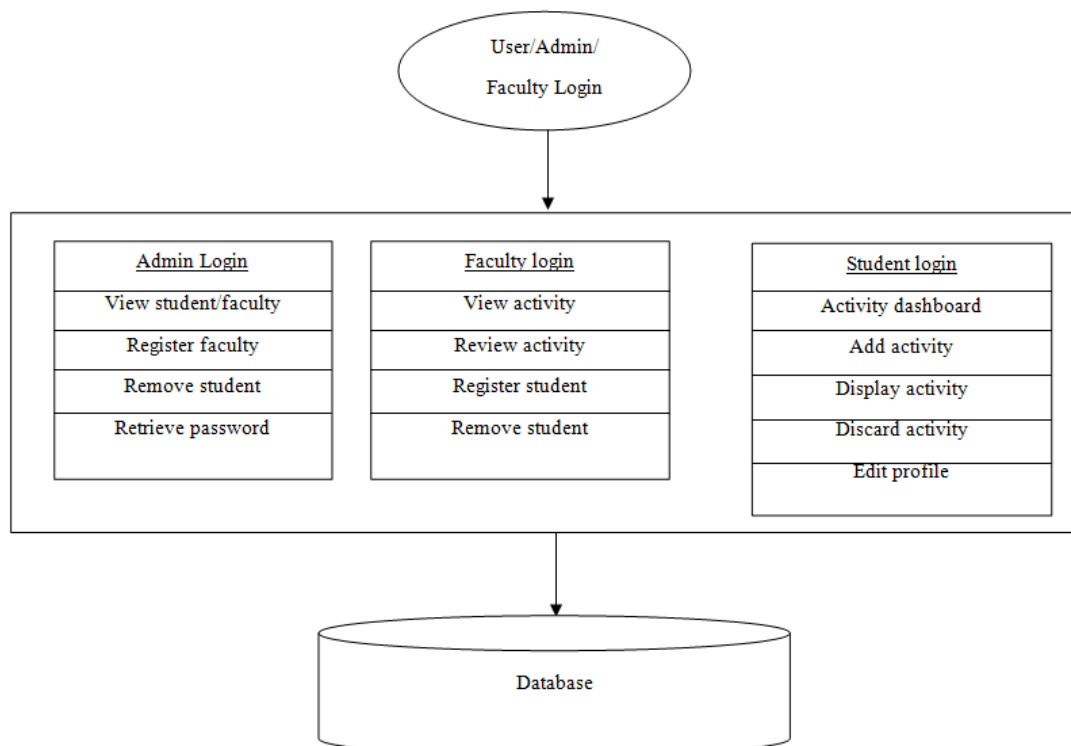 User/Admin/
Faculty Login
Admin Login
View student/faculty
Register faculty
Remove student
Retrieve password
Faculty login
View activity
Review activity
Register student
Remove student
Student login
Activity dashboard
Add activity
Display activity
Discard activity
Edit profile
Database